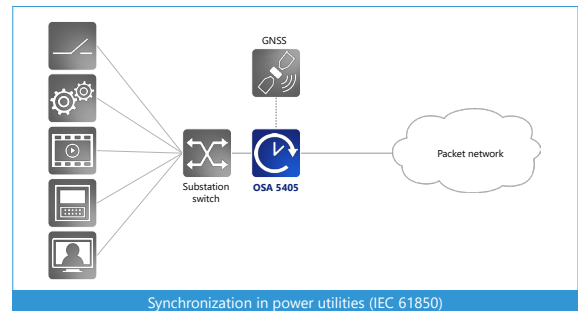 GNSS
Substation
switch
OSA 5405
Packet network
Synchronization in power utilities (IEC 61850)